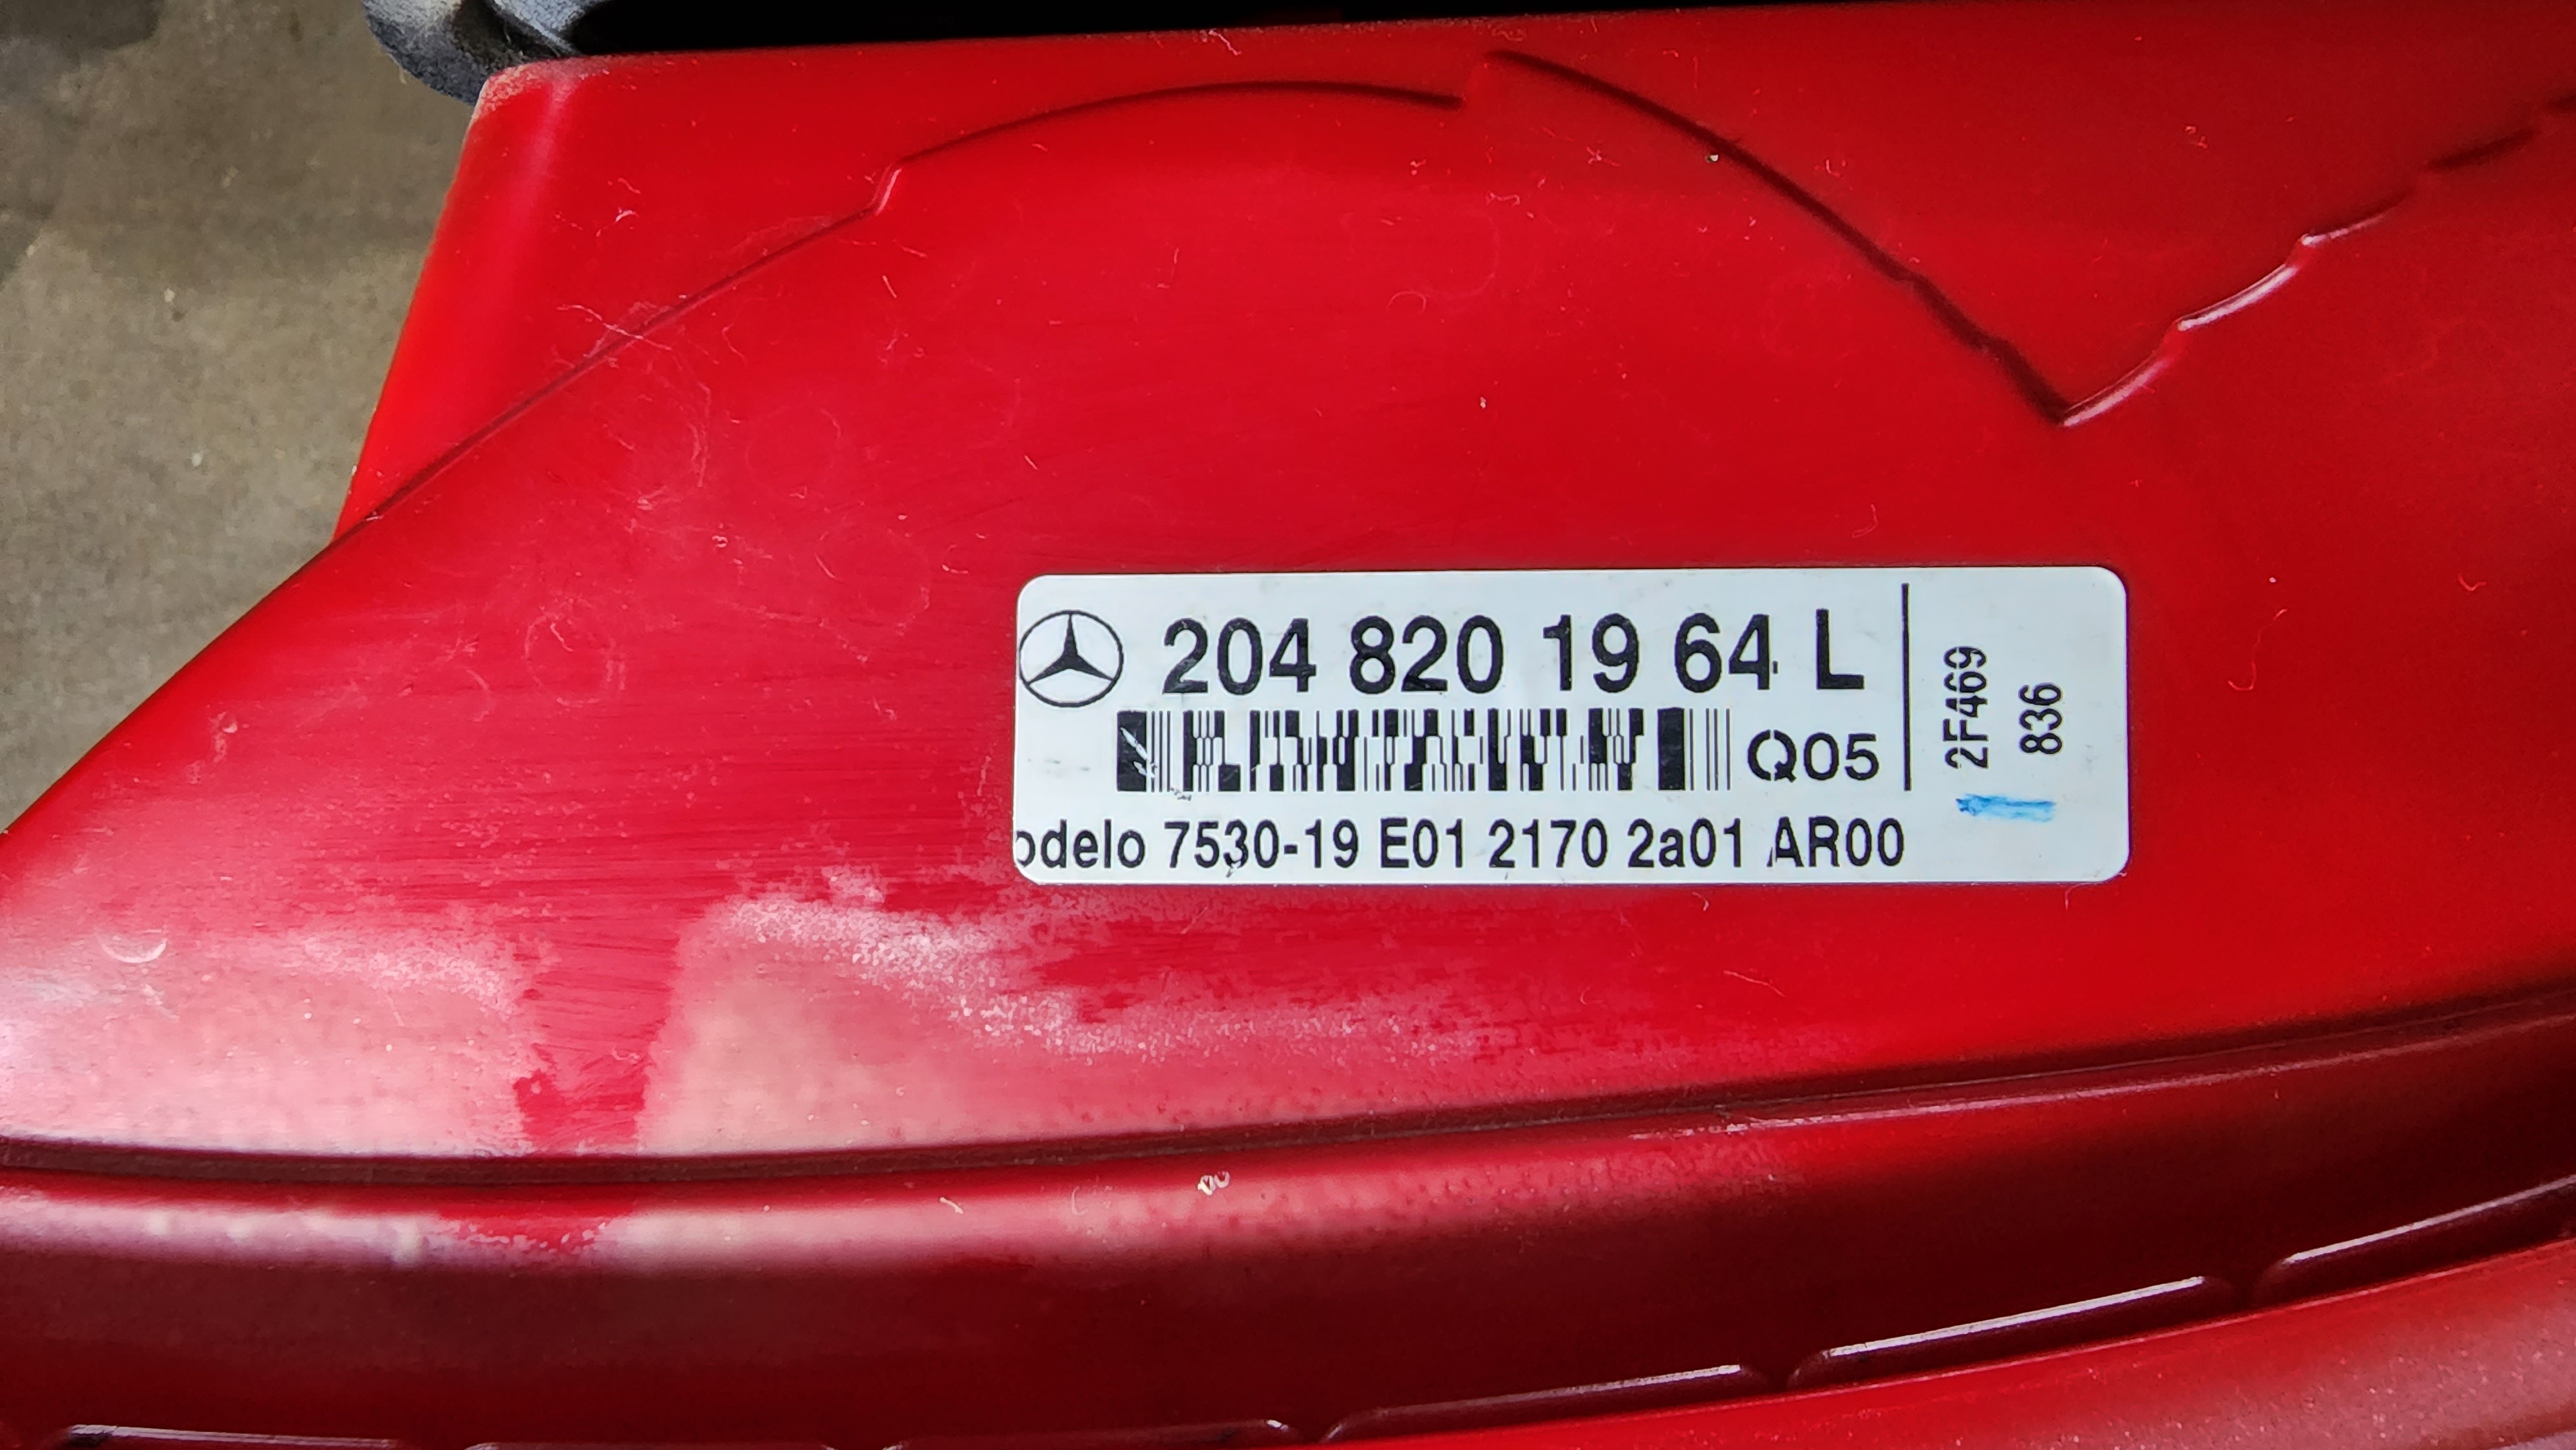 204 820 19 64 L
Q05
odelo 7530-19 E01 2170 2a01 AR00
2F469
836